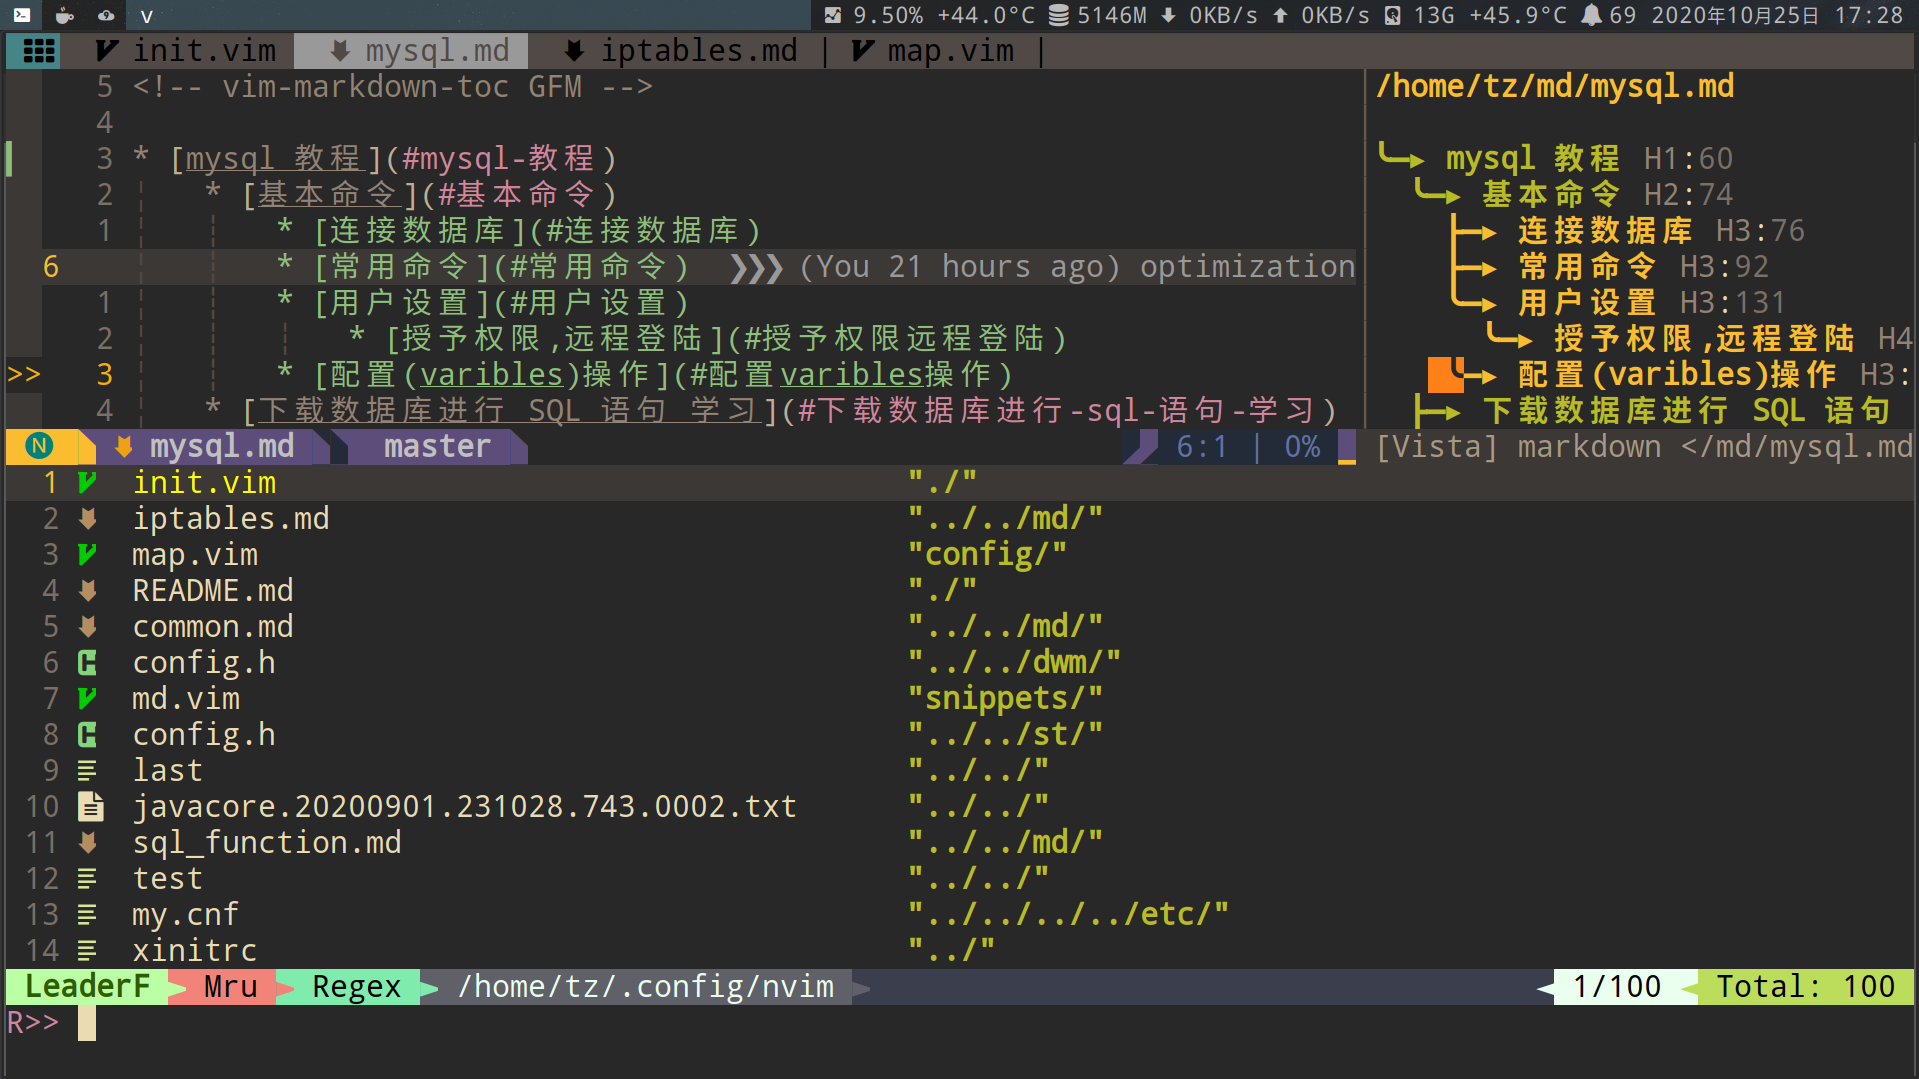 v 9.50% +44.0°C 5146M 0KB/s 0KB/s 13G +45.9°C 69 2020年10月25日 17:28
init.vim mysql.md iptables.md | map.vim |
5 <!-- vim-markdown-toc GFM -->
4
3 * [mysql 教程](#mysql-教程)
2 * [基本命令](#基本命令)
1 * [连接数据库](#连接数据库)
6 * [常用命令](#常用命令) ❯❯❯ (You 21 hours ago) optimization
1 * [用户设置](#用户设置)
2 * [授予权限,远程登陆](#授予权限远程登陆)
>> 3 * [配置(varibles)操作](#配置varibles操作)
4 * [下载数据库进行 SQL 语句 学习](#下载数据库进行-sql-语句-学习)
/home/tz/md/mysql.md
mysql 教程 H1:60
基本命令 H2:74
连接数据库 H3:76
常用命令 H3:92
用户设置 H3:131
授予权限,远程登陆 H4
配置(varibles)操作 H3:
下载数据库进行 SQL 语句
N mysql.md master 6:1 | 0%
[Vista] markdown </md/mysql.md
1 init.vim "./"
2 iptables.md "../../md/"
3 map.vim "config/"
4 README.md "./"
5 common.md "../../md/"
6 config.h "../../dwm/"
7 md.vim "snippets/"
8 config.h "../../st/"
9 last "../../"
10 javacore.20200901.231028.743.0002.txt "../../"
11 sql_function.md "../../md/"
12 test "../../"
13 my.cnf "../../../../etc/"
14 xinitrc "../"
LeaderF Mru Regex /home/tz/.config/nvim 1/100 Total: 100
R>>